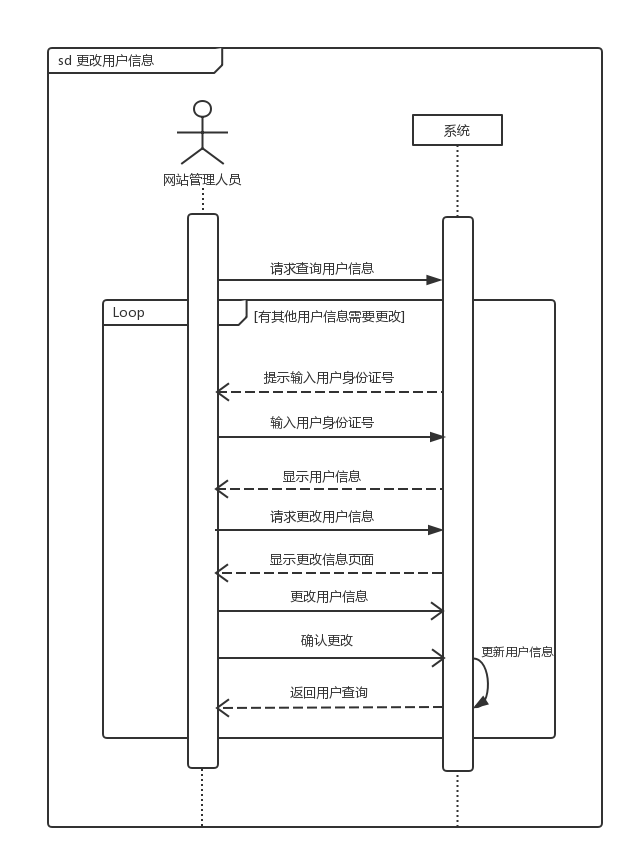 sd 更改用户信息
网站管理人员
系统
请求查询用户信息
Loop
[有其他用户信息需要更改]
提示输入用户身份证号
输入用户身份证号
显示用户信息
请求更改用户信息
显示更改信息页面
更改用户信息
确认更改
更新用户信息
返回用户查询